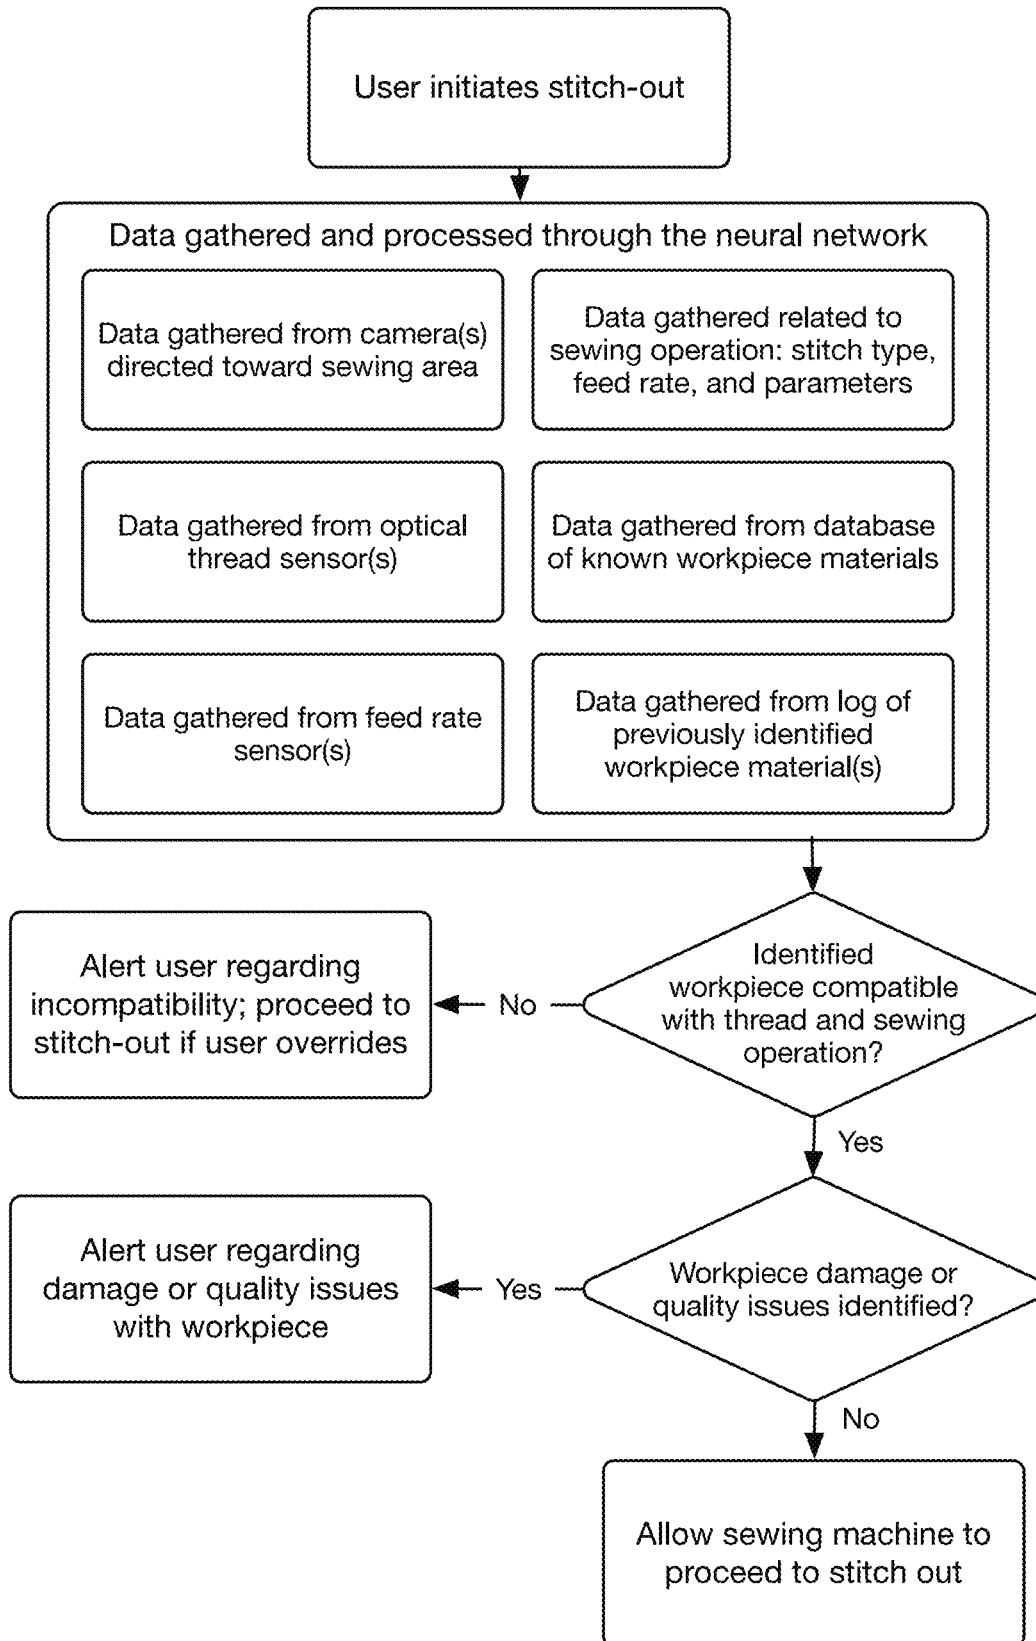 User initiates stitch-out
Data gathered and processed through the neural network
Data gathered from camera(s)
directed toward sewing area
Data gathered related to
sewing operation: stitch type,
feed rate, and parameters
Data gathered from optical
thread sensor(s)
Data gathered from database
of known workpiece materials
Data gathered from feed rate
sensor(s)
Data gathered from log of
previously identified
workpiece material(s)
Identified
workpiece compatible
with thread and sewing
operation?
No
Alert user regarding
incompatibility; proceed to
stitch-out if user overrides
Yes
Workpiece damage or
quality issues identified?
Yes
Alert user regarding
damage or quality issues
with workpiece
No
Allow sewing machine to
proceed to stitch out